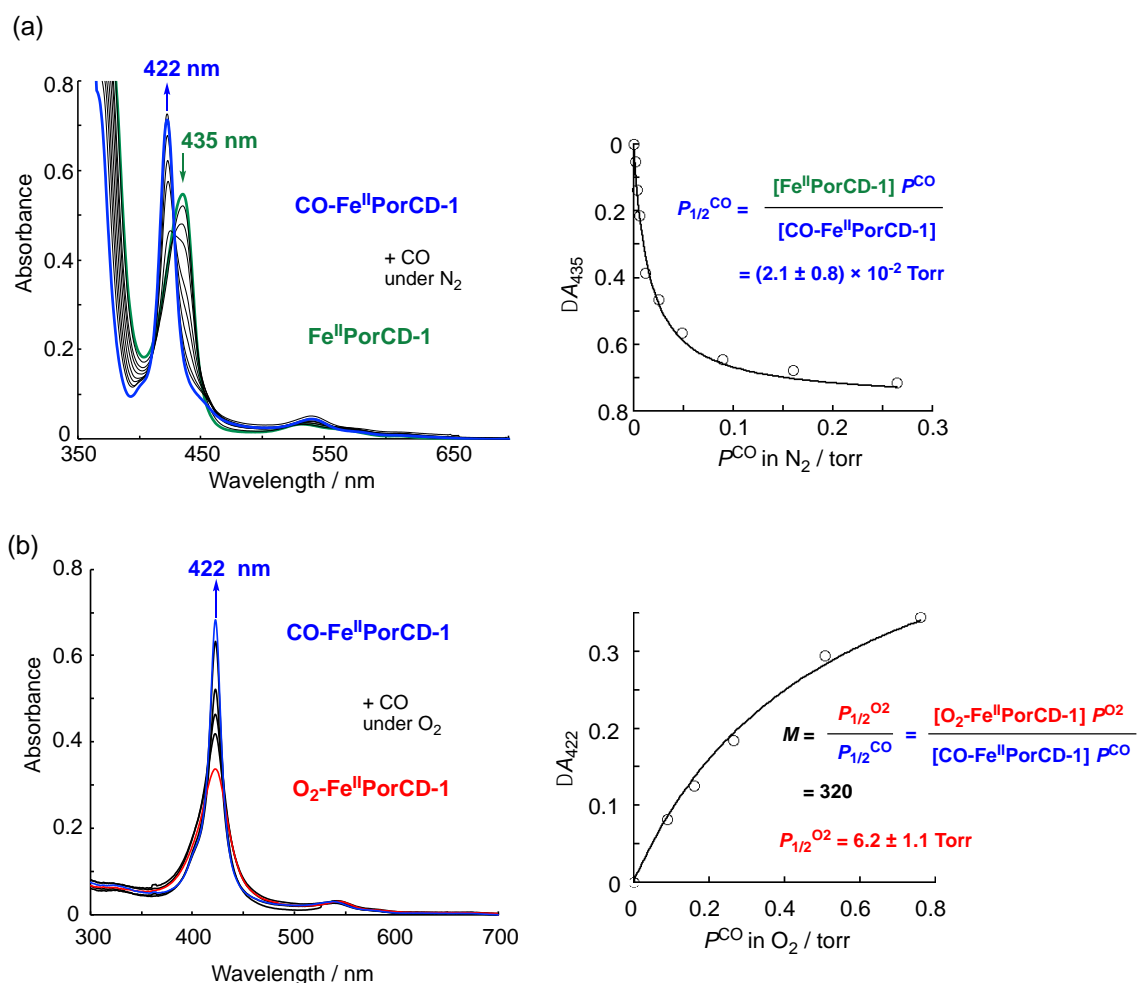 (a)
422 nm
435 nm
CO-FeᴵᴵPorCD-1
+ CO
under N₂
FeᴵᴵPorCD-1
Absorbance
0.8
0.6
0.4
0.2
0
350
450
550
650
Wavelength / nm
DA₄₃₅
0
0.2
0.4
0.6
0.8
P₁/₂ᶜᴼ = [FeᴵᴵPorCD-1] Pᶜᴼ / [CO-FeᴵᴵPorCD-1]
= (2.1 ± 0.8) × 10⁻² Torr
0
0.1
0.2
0.3
Pᶜᴼ in N₂ / torr
(b)
422 nm
CO-FeᴵᴵPorCD-1
+ CO
under O₂
O₂-FeᴵᴵPorCD-1
Absorbance
0.8
0.6
0.4
0.2
0
300
400
500
600
700
Wavelength / nm
DA₄₂₂
0.3
0.2
0.1
0
M = P₁/₂ᴼ² / P₁/₂ᶜᴼ = [O₂-FeᴵᴵPorCD-1] Pᴼ² / [CO-FeᴵᴵPorCD-1] Pᶜᴼ
= 320
P₁/₂ᴼ² = 6.2 ± 1.1 Torr
0
0.2
0.4
0.6
0.8
Pᶜᴼ in O₂ / torr